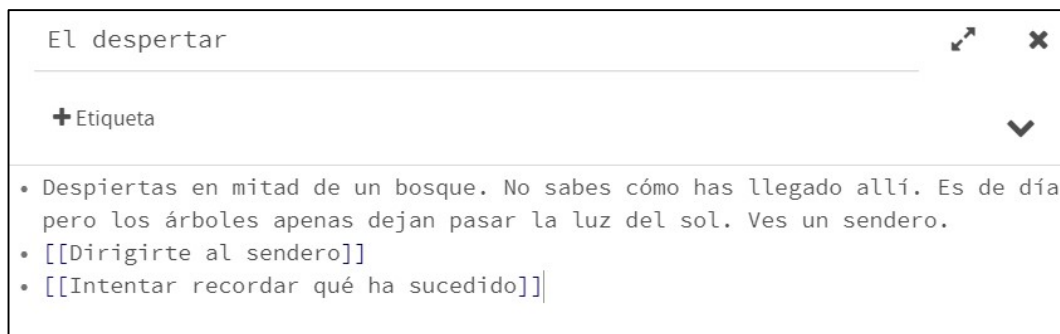 El despertar
+ Etiqueta
• Despiertas en mitad de un bosque. No sabes cómo has llegado allí. Es de día
pero los árboles apenas dejan pasar la luz del sol. Ves un sendero.
• [[Dirigirte al sendero]]
• [[Intentar recordar qué ha sucedido]]